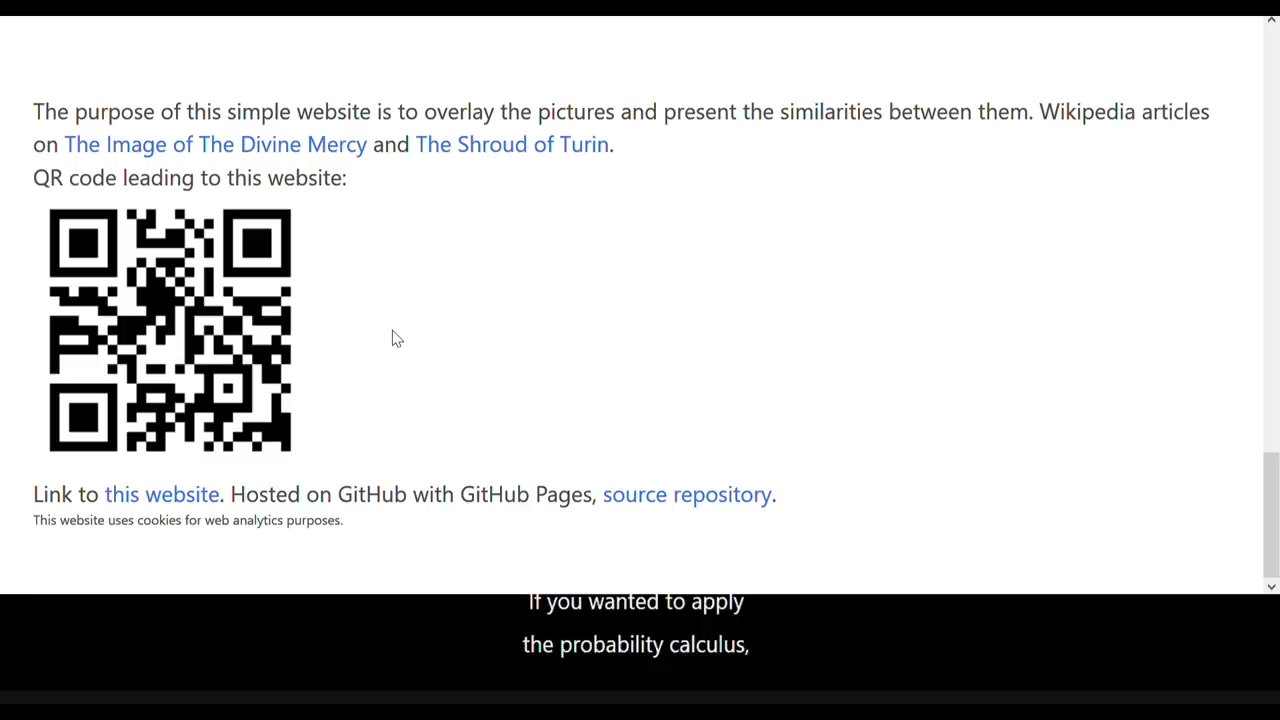 The purpose of this simple website is to overlay the pictures and present the similarities between them. Wikipedia articles
on The Image of The Divine Mercy and The Shroud of Turin.
QR code leading to this website:
Link to this website. Hosted on GitHub with GitHub Pages, source repository.
This website uses cookies for web analytics purposes.
If you wanted to apply
the probability calculus,